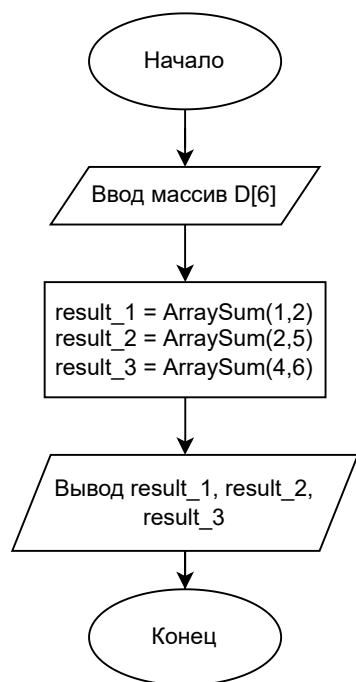 Начало
Ввод массив D[6]
result_1 = ArraySum(1,2)
result_2 = ArraySum(2,5)
result_3 = ArraySum(4,6)
Вывод result_1, result_2,
result_3
Конец